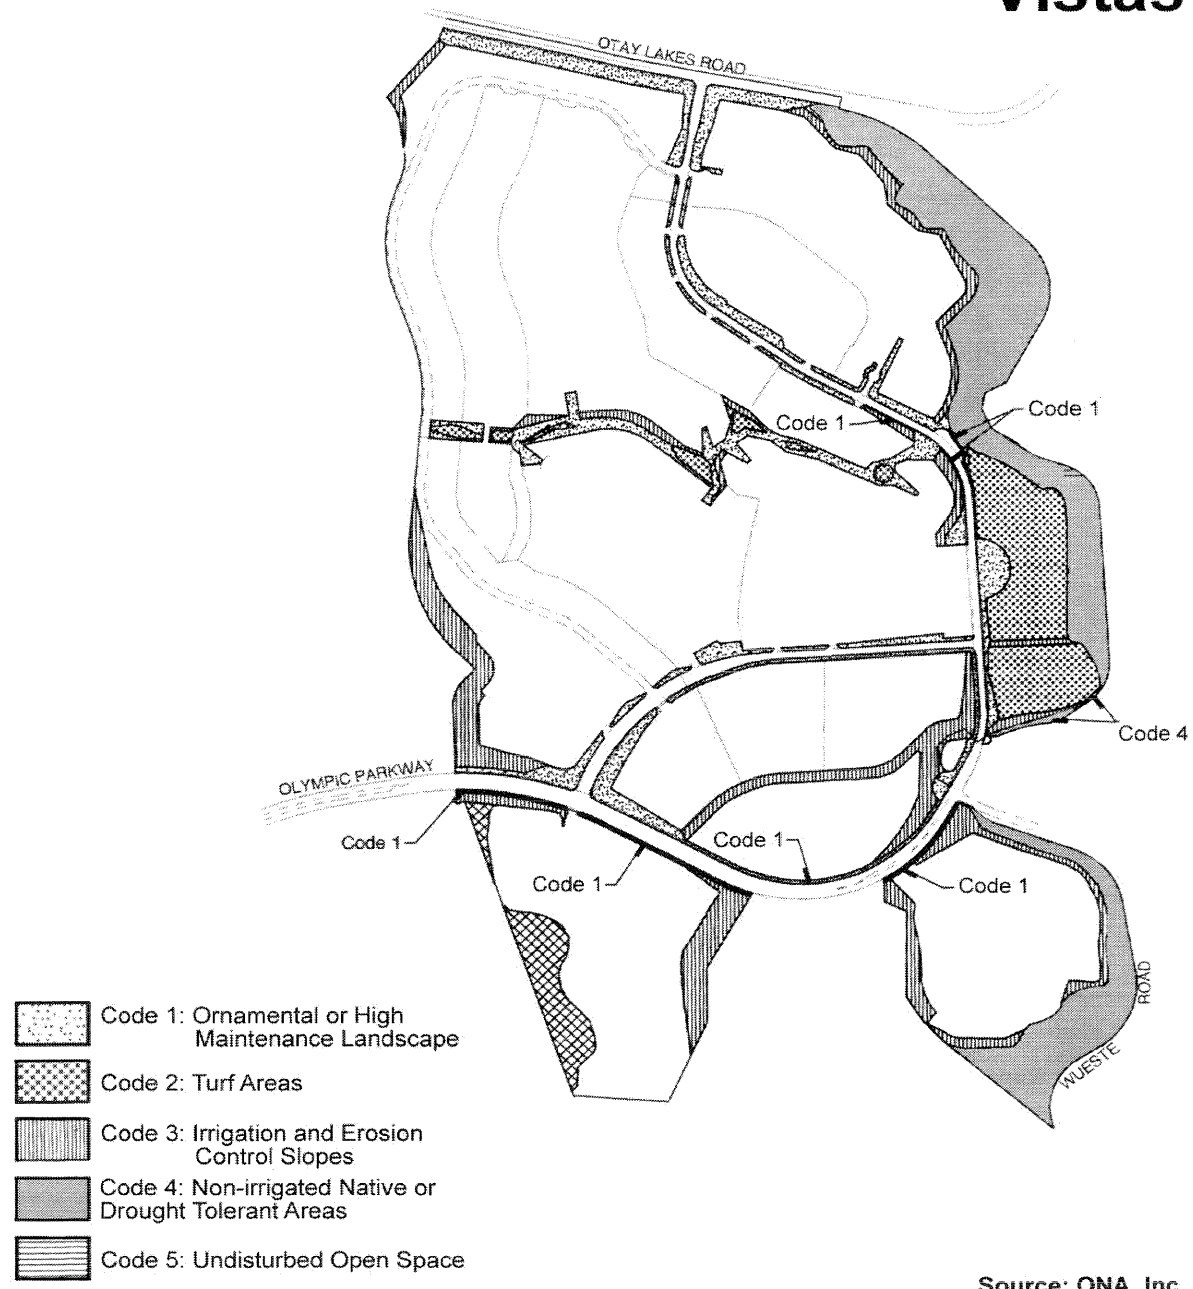 Vistas
OTAY LAKES ROAD
Code 1
Code 1
Code 4
OLYMPIC PARKWAY
Code 1
Code 1
Code 1
Code 1
ROAD
WUESTE
Code 1: Ornamental or High
Maintenance Landscape
Code 2: Turf Areas
Code 3: Irrigation and Erosion
Control Slopes
Code 4: Non-irrigated Native or
Drought Tolerant Areas
Code 5: Undisturbed Open Space
Source: ONA, Inc.